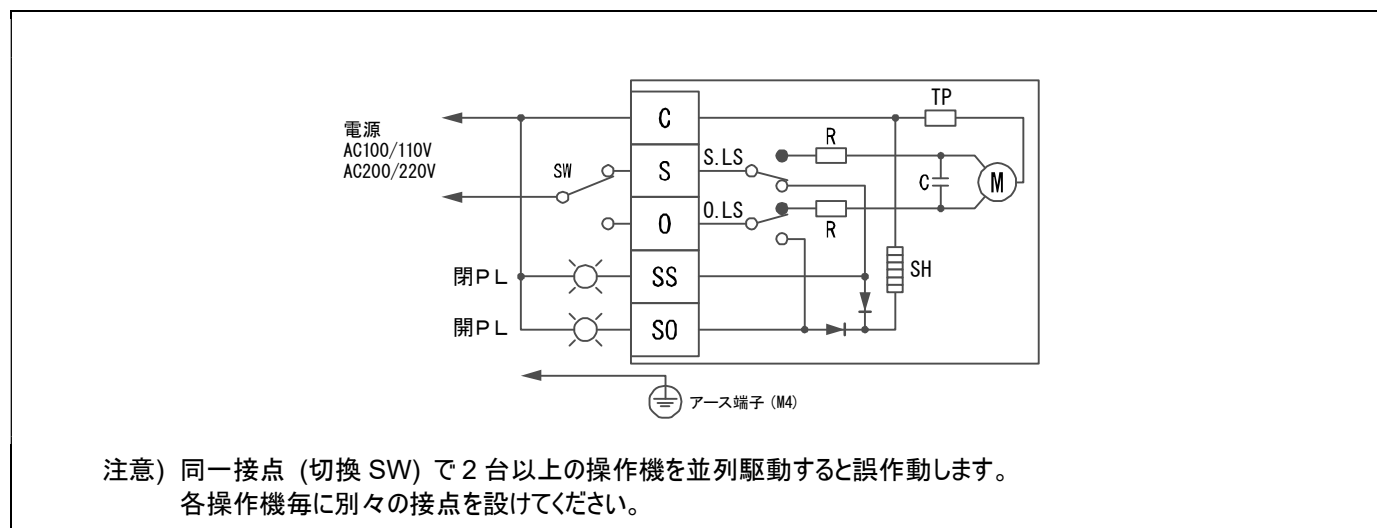 TP
電源
AC100/110V
AC200/220V
C
R
SW
S
S.LS
C
M
O
O.LS
R
閉PL
SS
SH
開PL
SO
アース端子 (M4)
注意) 同一接点 (切換 SW) で 2 台以上の操作機を並列駆動すると誤作動します。
各操作機毎に別々の接点を設けてください。